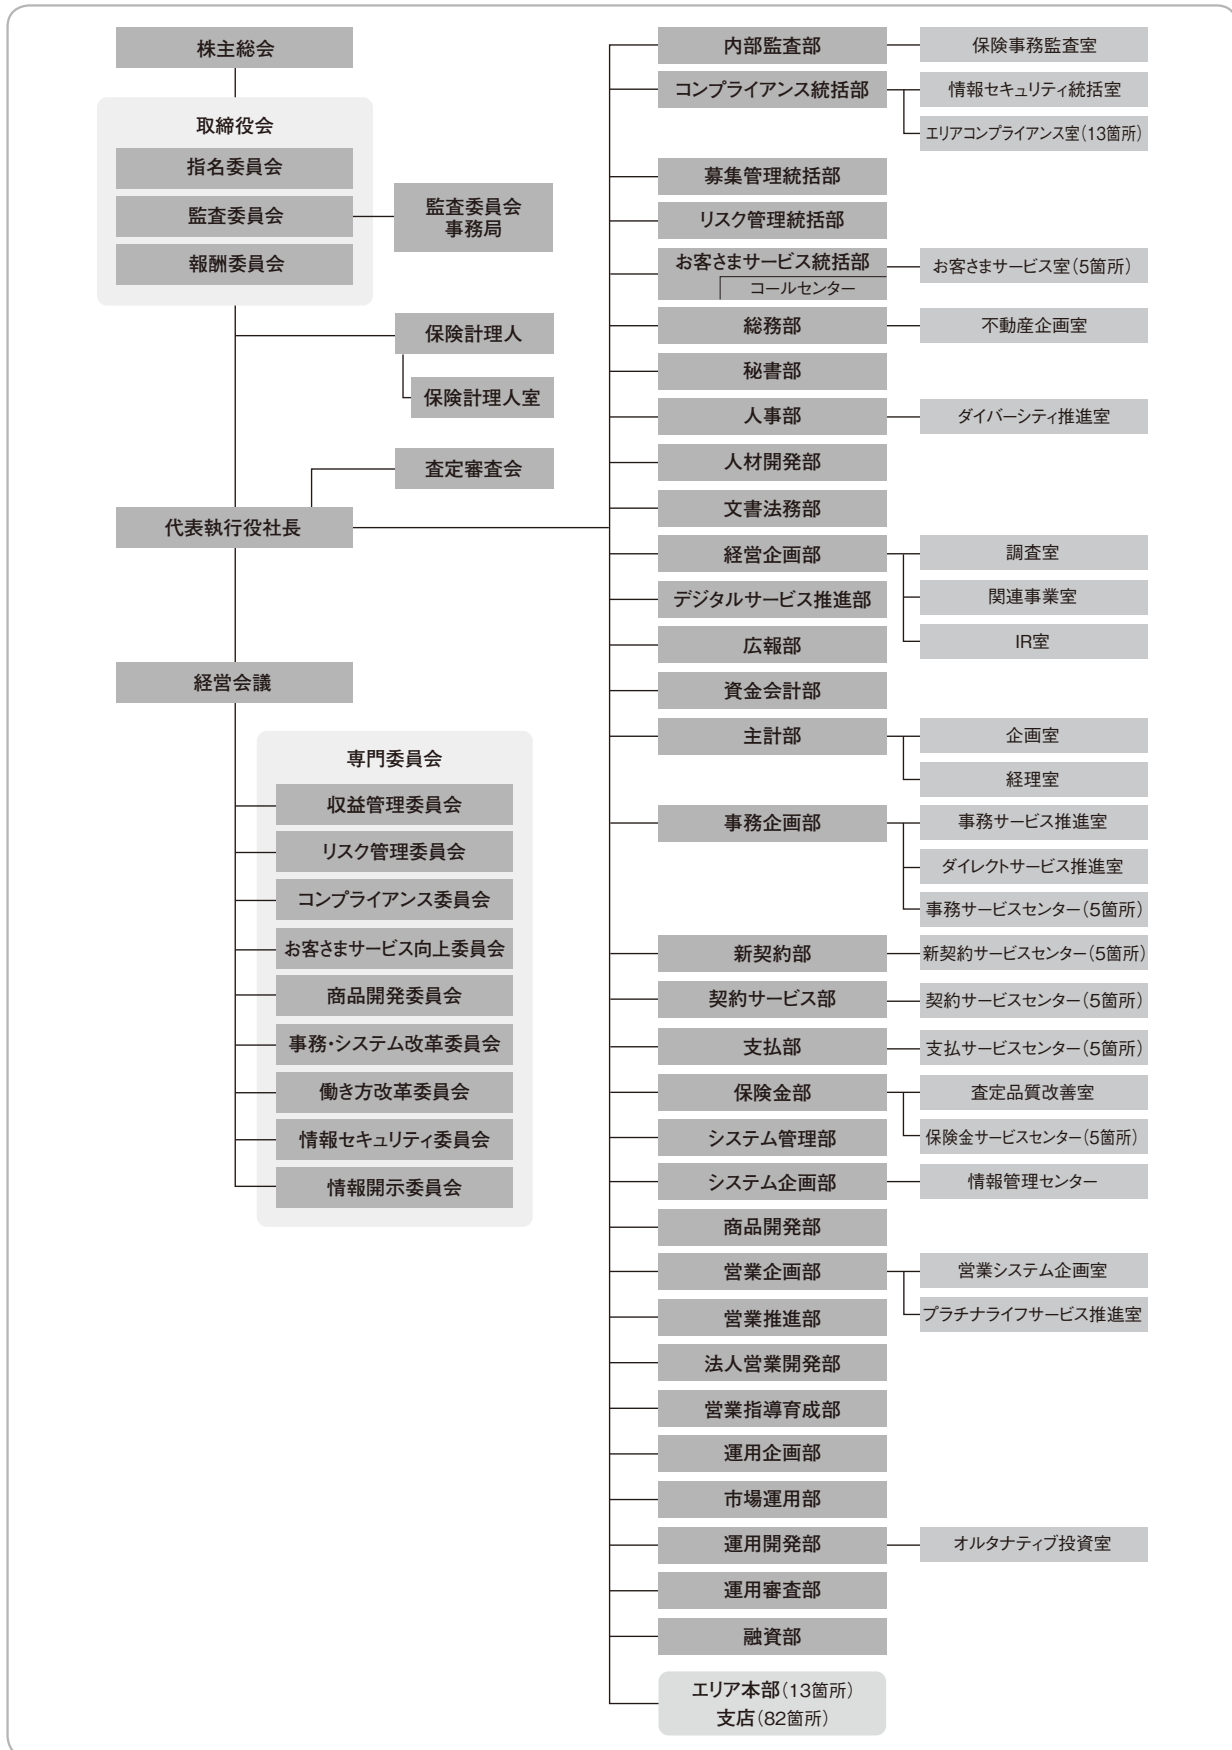 株主総会
取締役会
指名委員会
監査委員会
報酬委員会
監査委員会
事務局
保険計理人
保険計理人室
査定審査会
代表執行役社長
経営会議
専門委員会
収益管理委員会
リスク管理委員会
コンプライアンス委員会
お客さまサービス向上委員会
商品開発委員会
事務・システム改革委員会
働き方改革委員会
情報セキュリティ委員会
情報開示委員会
内部監査部
保険事務監査室
コンプライアンス統括部
情報セキュリティ統括室
エリアコンプライアンス室(13箇所)
募集管理統括部
リスク管理統括部
お客さまサービス統括部
コールセンター
お客さまサービス室(5箇所)
総務部
不動産企画室
秘書部
人事部
ダイバーシティ推進室
人材開発部
文書法務部
経営企画部
調査室
関連事業室
IR室
デジタルサービス推進部
広報部
資金会計部
主計部
企画室
経理室
事務企画部
事務サービス推進室
ダイレクトサービス推進室
事務サービスセンター(5箇所)
新契約部
新契約サービスセンター(5箇所)
契約サービス部
契約サービスセンター(5箇所)
支払部
支払サービスセンター(5箇所)
保険金部
査定品質改善室
保険金サービスセンター(5箇所)
システム管理部
システム企画部
情報管理センター
商品開発部
営業企画部
営業システム企画室
プラチナライフサービス推進室
営業推進部
法人営業開発部
営業指導育成部
運用企画部
市場運用部
運用開発部
オルタナティブ投資室
運用審査部
融資部
エリア本部(13箇所)
支店(82箇所)